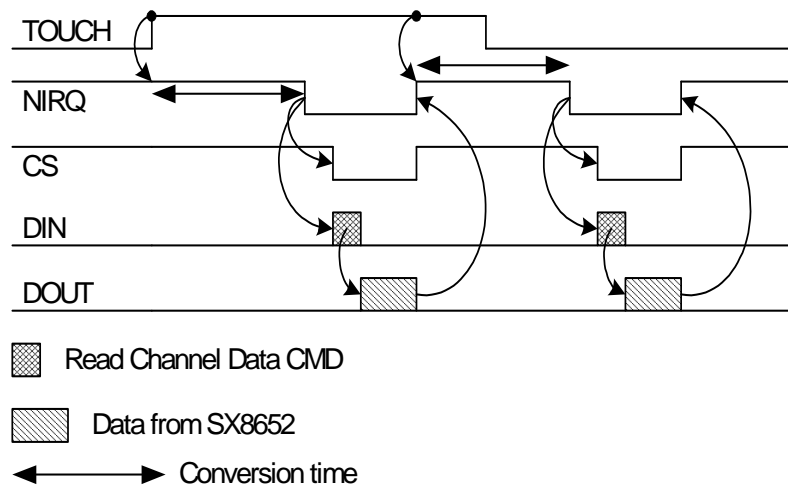 TOUCH
NIRQ
CS
DIN
DOUT
Read Channel Data CMD
Data from SX8652
Conversion time